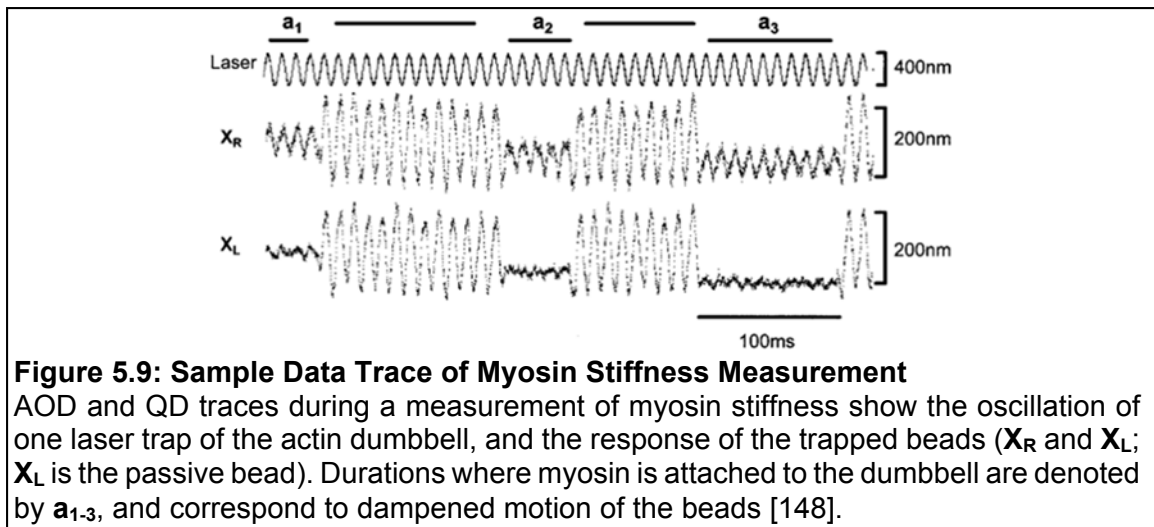 a1 a2 a3
Laser 400nm
XR 200nm
XL 200nm
100ms
Figure 5.9: Sample Data Trace of Myosin Stiffness Measurement
AOD and QD traces during a measurement of myosin stiffness show the oscillation of
one laser trap of the actin dumbbell, and the response of the trapped beads (XR and XL;
XL is the passive bead). Durations where myosin is attached to the dumbbell are denoted
by a1-3, and correspond to dampened motion of the beads [148].